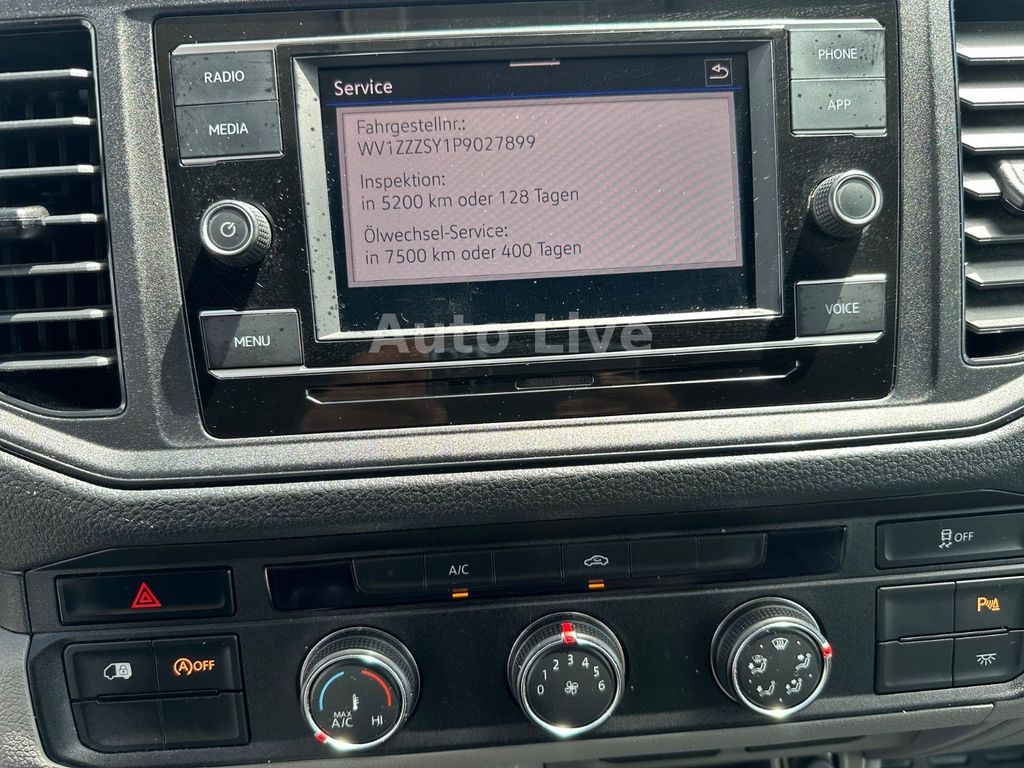 RADIO
PHONE
MEDIA
APP
Service
Fahrgestellnr.:
WV1ZZZSY1P9027899
Inspektion:
in 5200 km oder 128 Tagen
Ölwechsel-Service:
in 7500 km oder 400 Tagen
MENU
VOICE
Auto Live
OFF
A/C
A OFF
P
MAX
A/C
HI
0 1 2 3 4 5 6